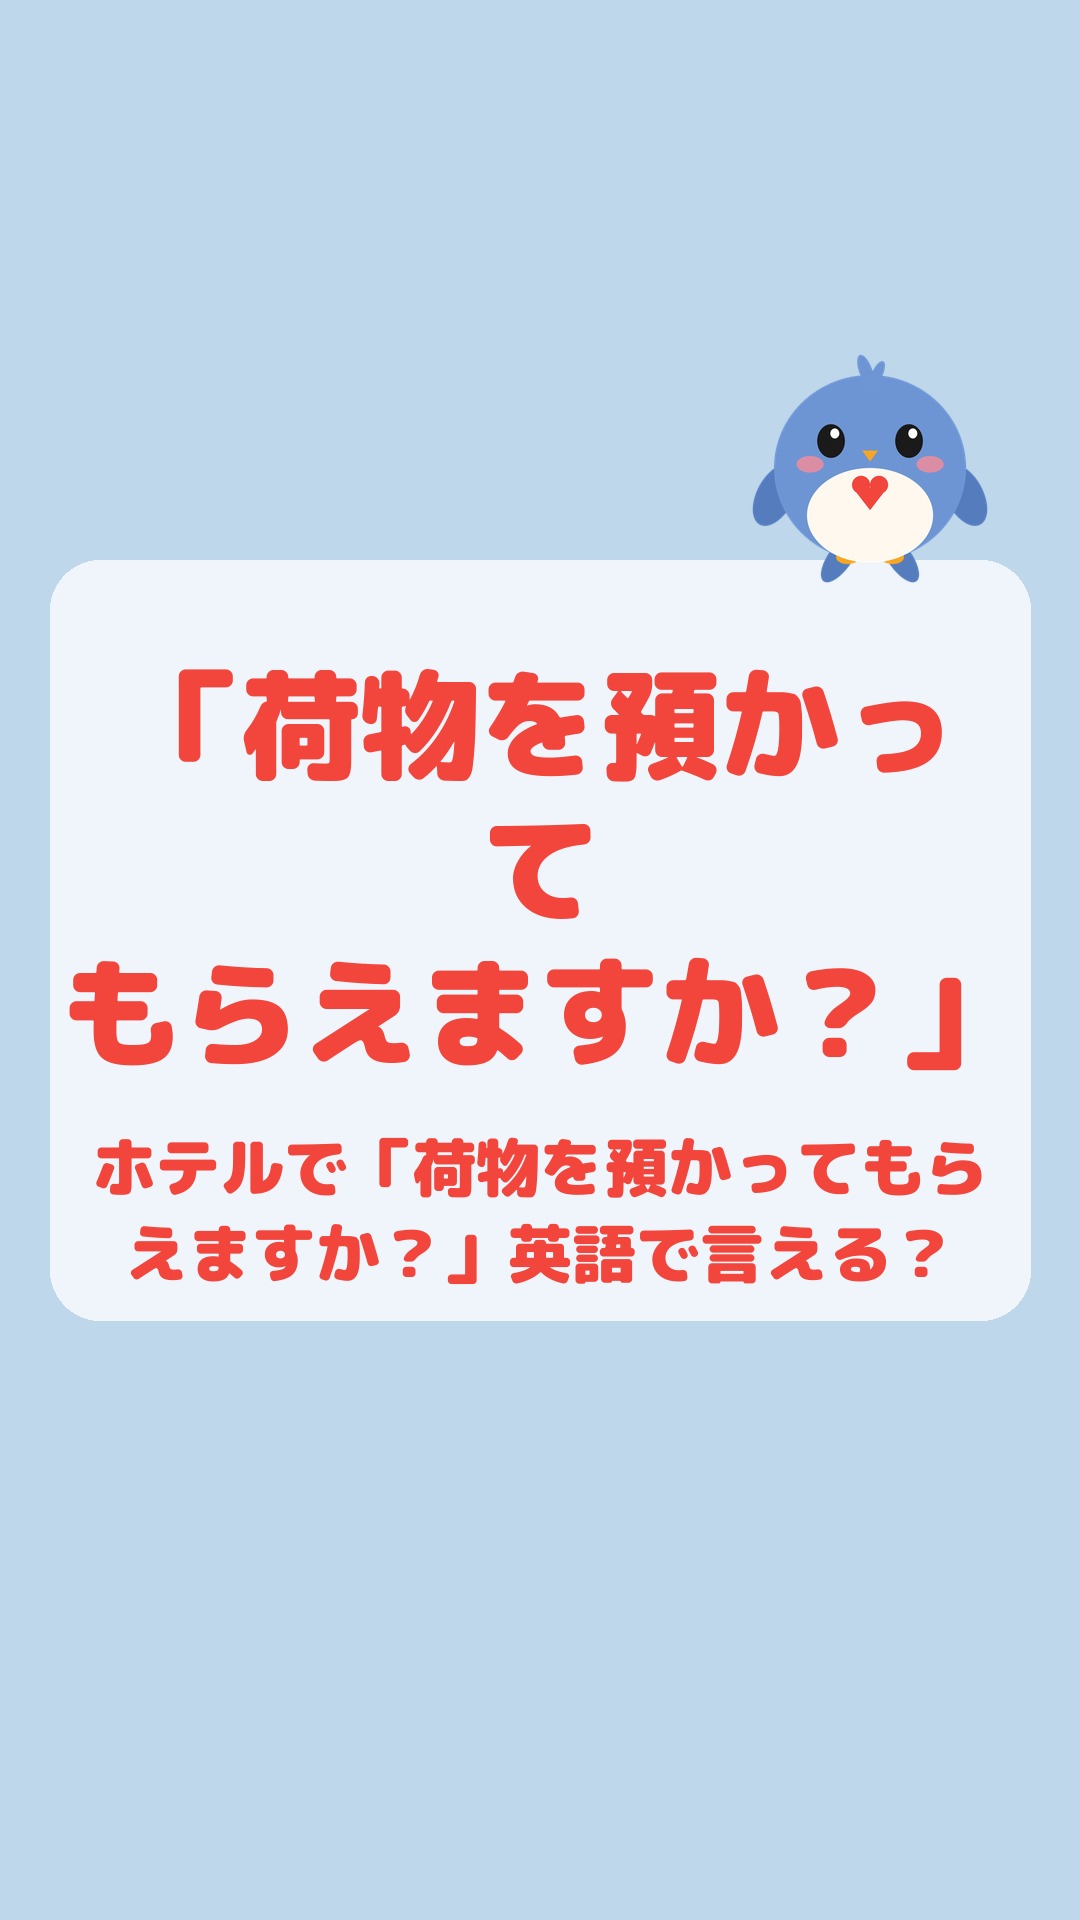 「荷物を預かっ
て
もらえますか？」
ホテルで「荷物を預かってもら
えますか？」英語で言える？